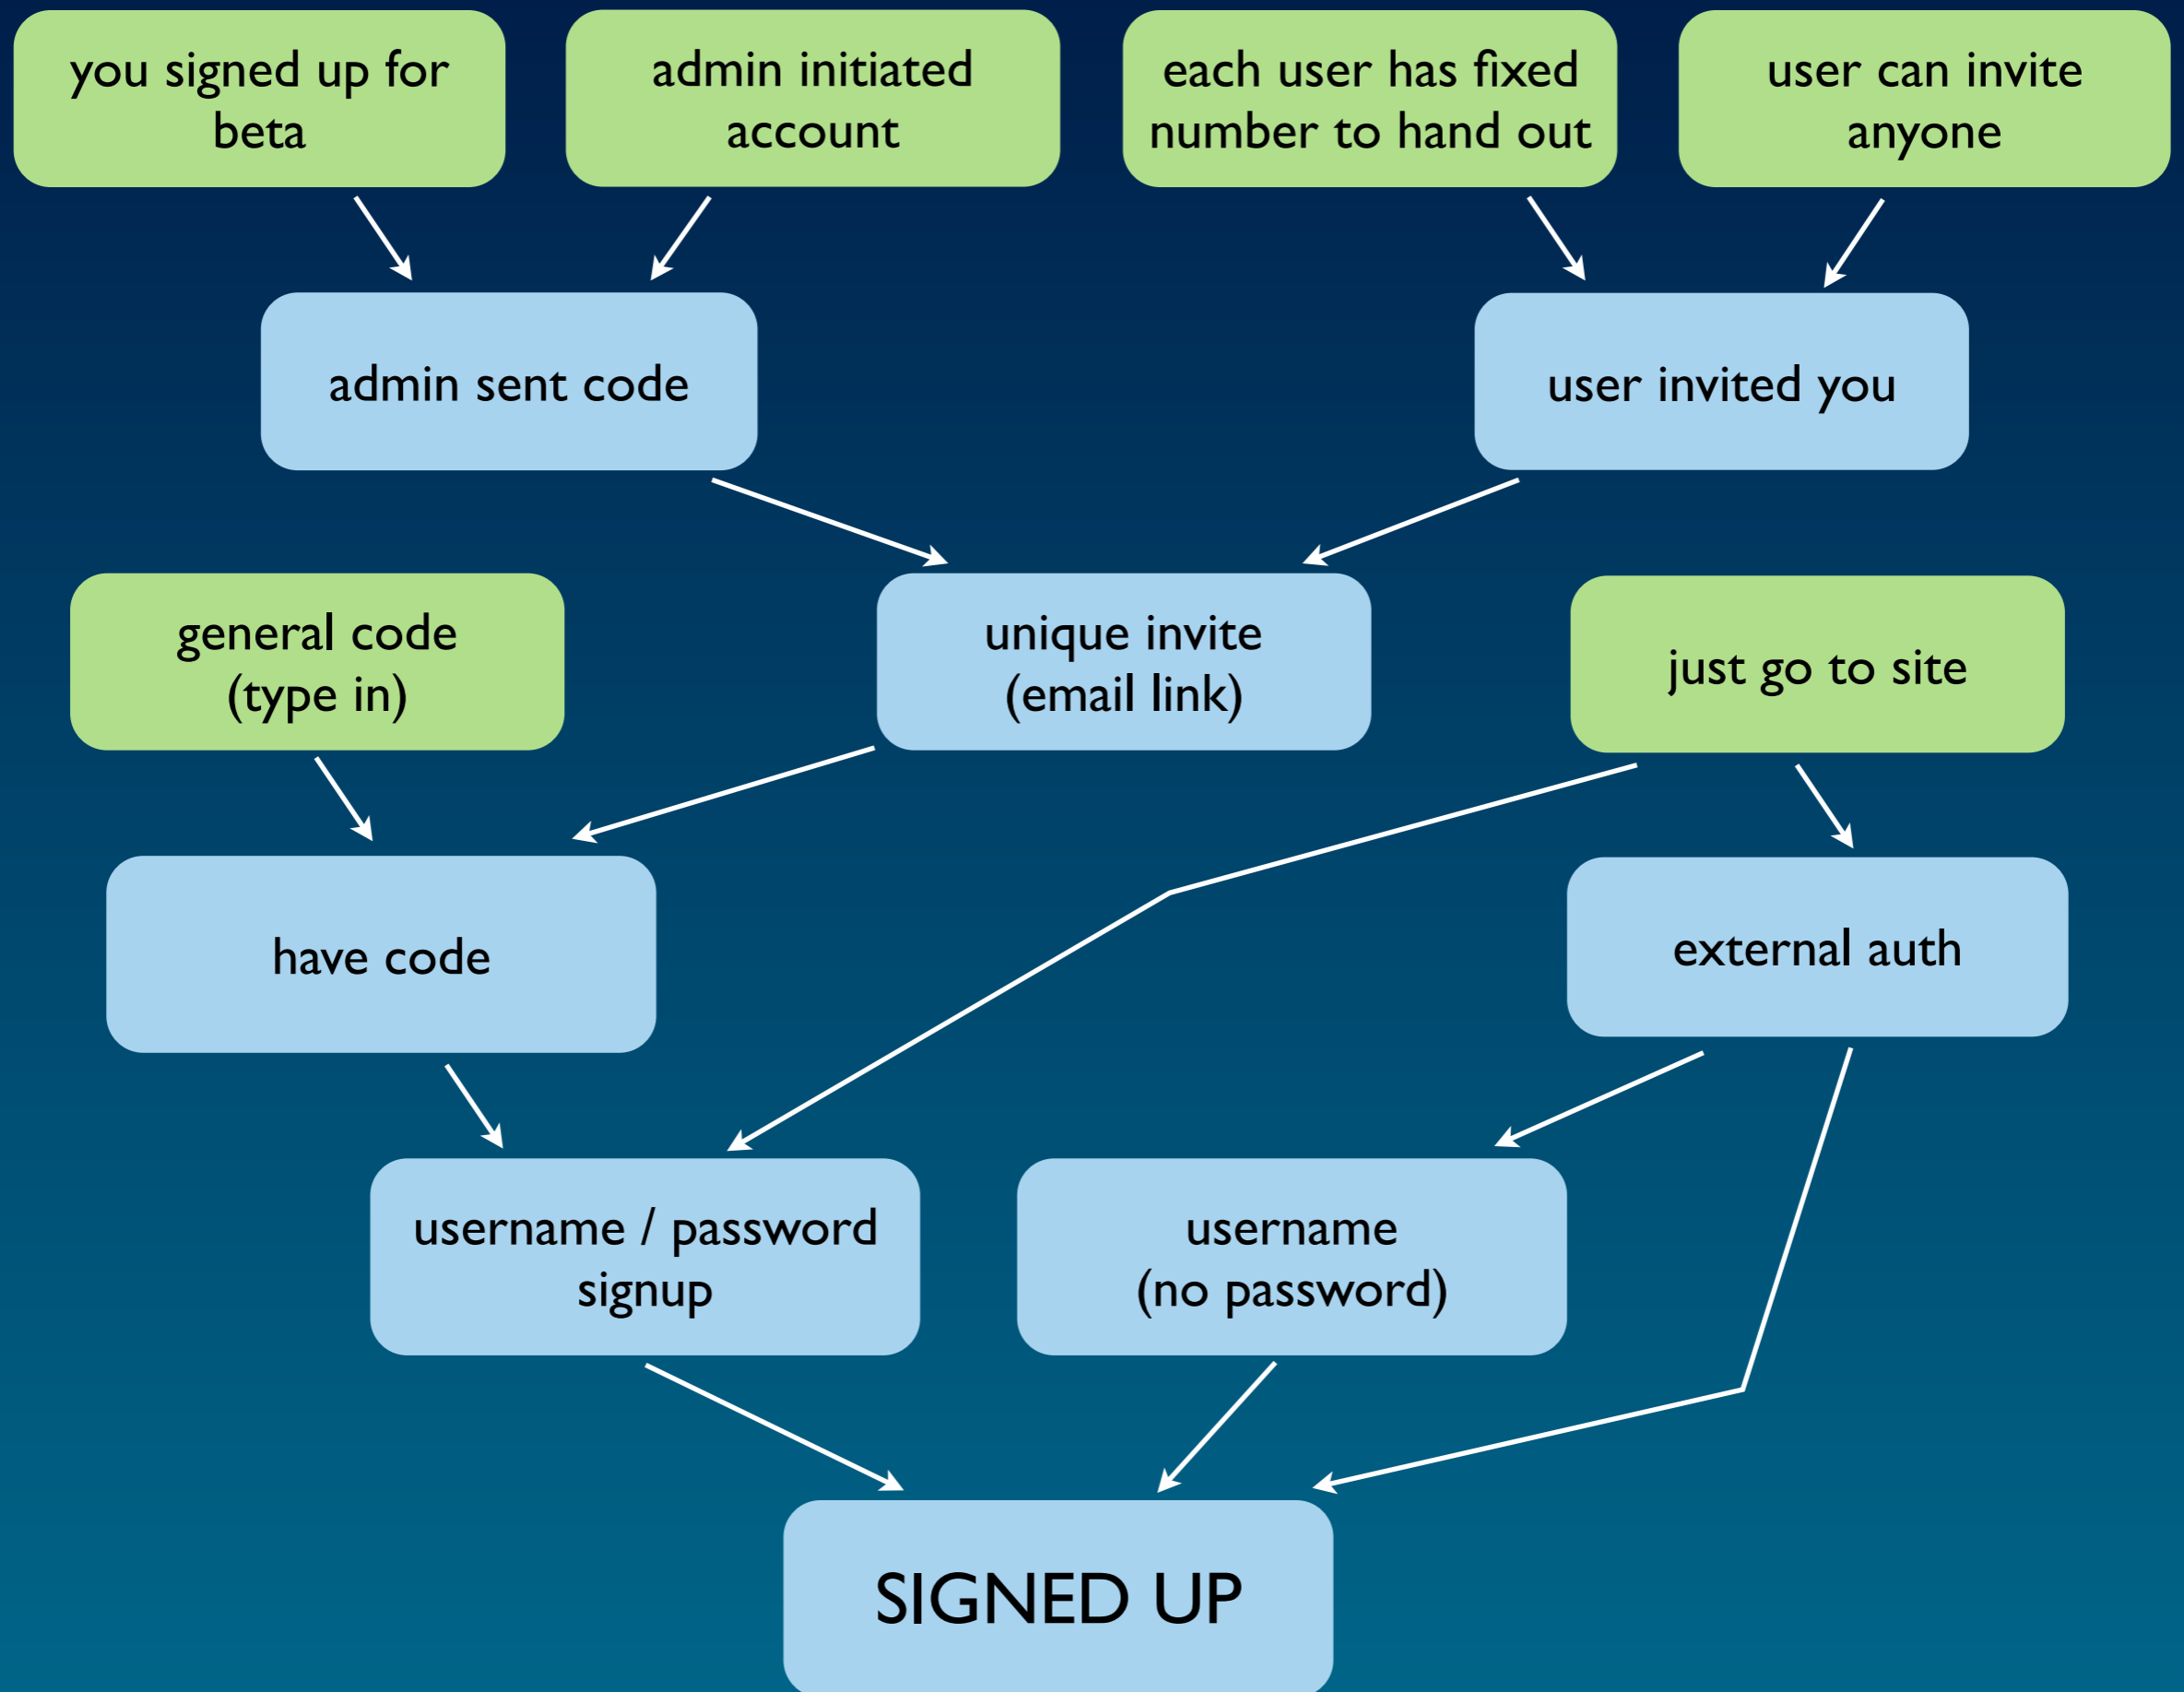 you signed up for
beta
admin initiated
account
each user has fixed
number to hand out
user can invite
anyone
admin sent code
user invited you
general code
(type in)
unique invite
(email link)
just go to site
have code
external auth
username / password
signup
username
(no password)
SIGNED UP